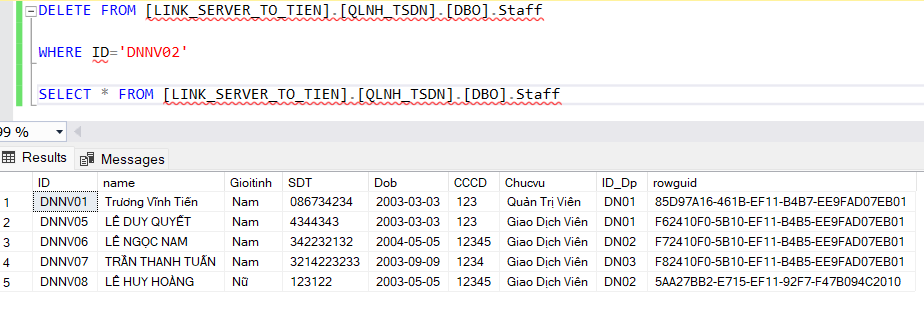 DELETE FROM [LINK_SERVER_TO_TIEN].[QLNH_TSDN].[DBO].Staff
WHERE ID='DNNV02'
SELECT * FROM [LINK_SERVER_TO_TIEN].[QLNH_TSDN].[DBO].Staff
99 %
Results Messages
ID name Gioitinh SDT Dob CCCD Chucvu ID_Dp rowguid
1 DNNV01 Trương Vĩnh Tiến Nam 086734234 2003-03-03 123 Quản Trị Viên DN01 85D97A16-461B-EF11-B4B7-EE9FAD07EB01
2 DNNV05 LÊ DUY QUYẾT Nam 4344343 2003-03-03 123 Giao Dịch Viên DN01 F62410F0-5B10-EF11-B4B5-EE9FAD07EB01
3 DNNV06 LÊ NGỌC NAM Nam 342232132 2004-05-05 12345 Giao Dịch Viên DN02 F72410F0-5B10-EF11-B4B5-EE9FAD07EB01
4 DNNV07 TRẦN THANH TUẤN Nam 3214223233 2003-09-09 1234 Giao Dịch Viên DN03 F82410F0-5B10-EF11-B4B5-EE9FAD07EB01
5 DNNV08 LÊ HUY HOÀNG Nữ 123122 2003-05-05 12345 Giao Dịch Viên DN02 5AA27BB2-E715-EF11-92F7-F47B094C2010